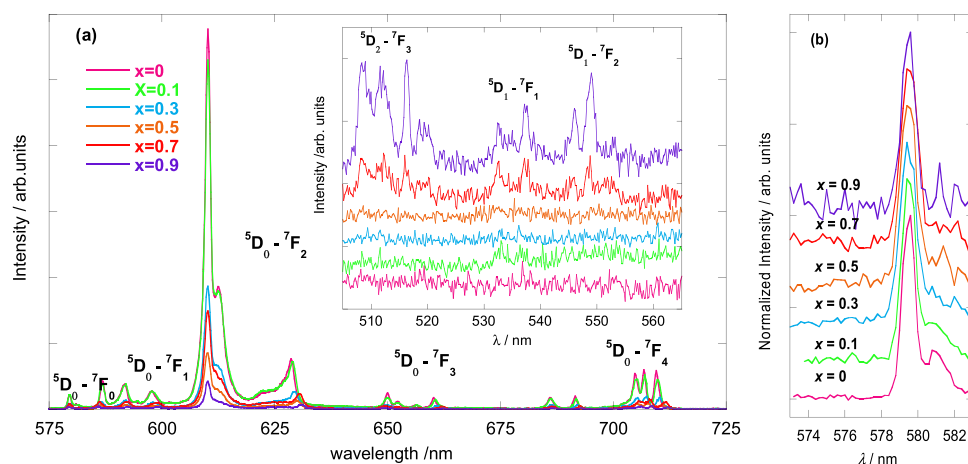 (a)
x=0
X=0.1
x=0.3
x=0.5
x=0.7
x=0.9
Intensity / arb.units
⁵D₀ - ⁷F₀
⁵D₀ - ⁷F₁
⁵D₀ - ⁷F₂
⁵D₀ - ⁷F₃
⁵D₀ - ⁷F₄
575 600 625 650 675 700 725
wavelength /nm
⁵D₂ - ⁷F₃
⁵D₁ - ⁷F₁
⁵D₁ - ⁷F₂
Intensity /arb. units
510 520 530 540 550 560
λ / nm
(b)
Normalized Intensity / arb. units
x = 0.9
x = 0.7
x = 0.5
x = 0.3
x = 0.1
x = 0
574 576 578 580 582
λ / nm